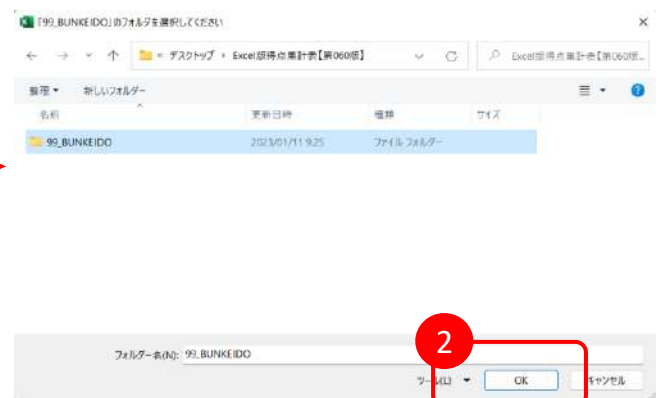 「99_BUNKEIDO」のフォルダを選択してください
« デスクトップ › Excel版得点集計表【第060版】
Excel版得点集計表【第060版...
整理 新しいフォルダー
名前 更新日時 種類 サイズ
99_BUNKEIDO 2023/01/11 9:25 ファイル フォルダー
フォルダー名(N): 99_BUNKEIDO
2
ツール(L) OK キャンセル